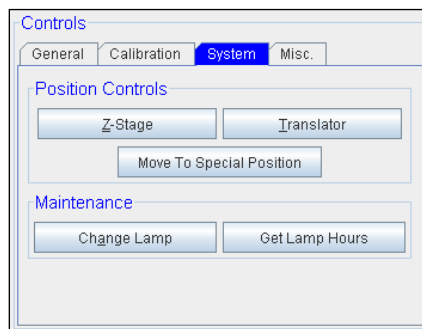 Controls
General Calibration System Misc.
Position Controls
Z-Stage Translator
Move To Special Position
Maintenance
Change Lamp Get Lamp Hours